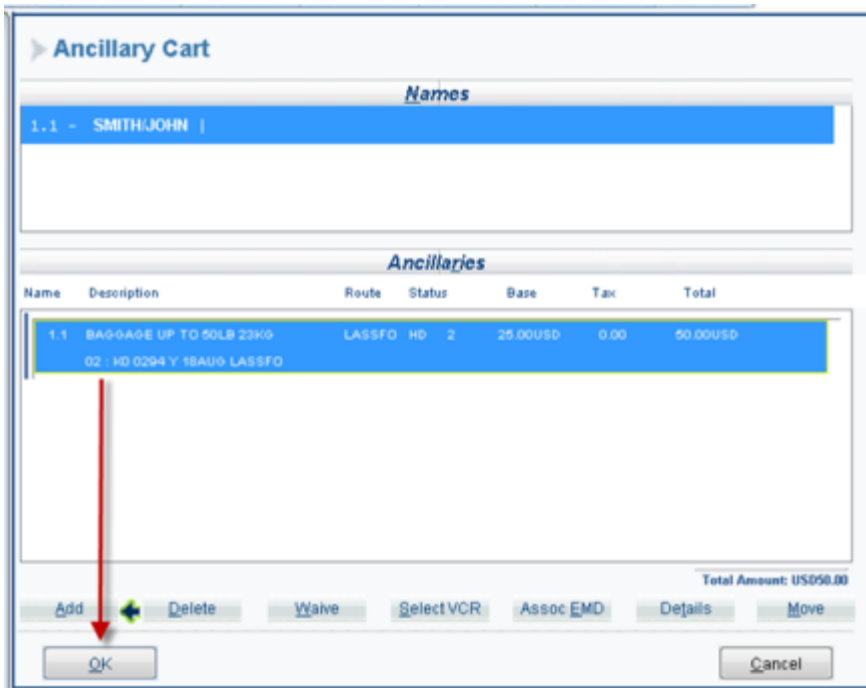 Ancillary Cart
Names
1.1 - SMITH/JOHN |
Ancillaries
Name Description Route Status Base Tax Total
1.1 BAGGAGE UP TO 50LB 23KG LASSFO HD 2 25.00USD 0.00 50.00USD
02 : KD 0294 Y 18AUG LASSFO
Total Amount: USD50.00
Add Delete Waive Select VCR Assoc EMD Details Move
OK Cancel